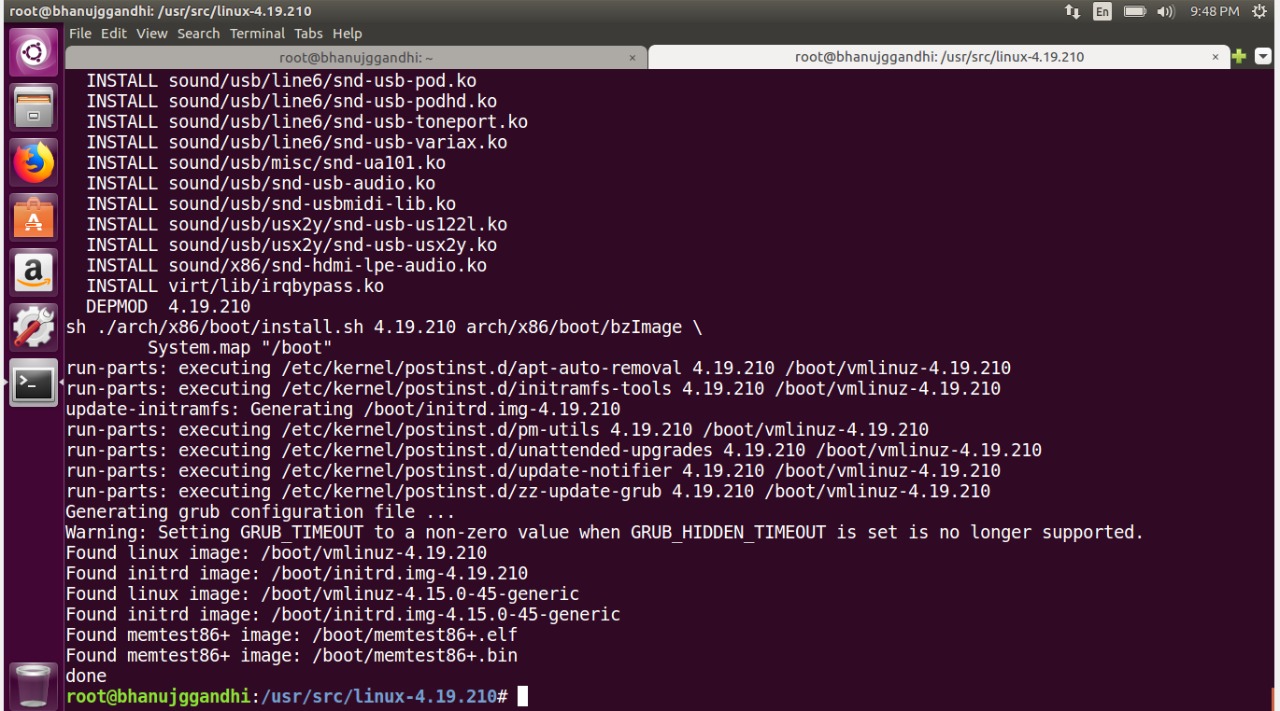 root@bhanujggandhi: /usr/src/linux-4.19.210
En
9:48 PM
File Edit View Search Terminal Tabs Help
root@bhanujggandhi: ~ ×
root@bhanujggandhi: /usr/src/linux-4.19.210 ×
  INSTALL sound/usb/line6/snd-usb-pod.ko
  INSTALL sound/usb/line6/snd-usb-podhd.ko
  INSTALL sound/usb/line6/snd-usb-toneport.ko
  INSTALL sound/usb/line6/snd-usb-variax.ko
  INSTALL sound/usb/misc/snd-ua101.ko
  INSTALL sound/usb/snd-usb-audio.ko
  INSTALL sound/usb/snd-usbmidi-lib.ko
  INSTALL sound/usb/usx2y/snd-usb-us122l.ko
  INSTALL sound/usb/usx2y/snd-usb-usx2y.ko
  INSTALL sound/x86/snd-hdmi-lpe-audio.ko
  INSTALL virt/lib/irqbypass.ko
  DEPMOD  4.19.210
sh ./arch/x86/boot/install.sh 4.19.210 arch/x86/boot/bzImage \
        System.map "/boot"
run-parts: executing /etc/kernel/postinst.d/apt-auto-removal 4.19.210 /boot/vmlinuz-4.19.210
run-parts: executing /etc/kernel/postinst.d/initramfs-tools 4.19.210 /boot/vmlinuz-4.19.210
update-initramfs: Generating /boot/initrd.img-4.19.210
run-parts: executing /etc/kernel/postinst.d/pm-utils 4.19.210 /boot/vmlinuz-4.19.210
run-parts: executing /etc/kernel/postinst.d/unattended-upgrades 4.19.210 /boot/vmlinuz-4.19.210
run-parts: executing /etc/kernel/postinst.d/update-notifier 4.19.210 /boot/vmlinuz-4.19.210
run-parts: executing /etc/kernel/postinst.d/zz-update-grub 4.19.210 /boot/vmlinuz-4.19.210
Generating grub configuration file ...
Warning: Setting GRUB_TIMEOUT to a non-zero value when GRUB_HIDDEN_TIMEOUT is set is no longer supported.
Found linux image: /boot/vmlinuz-4.19.210
Found initrd image: /boot/initrd.img-4.19.210
Found linux image: /boot/vmlinuz-4.15.0-45-generic
Found initrd image: /boot/initrd.img-4.15.0-45-generic
Found memtest86+ image: /boot/memtest86+.elf
Found memtest86+ image: /boot/memtest86+.bin
done
root@bhanujggandhi:/usr/src/linux-4.19.210#